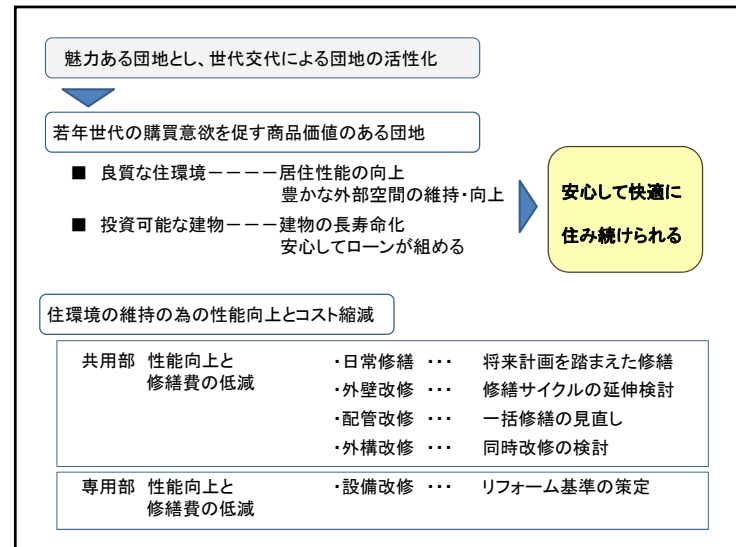 魅力ある団地とし、世代交代による団地の活性化
若年世代の購買意欲を促す商品価値のある団地
■ 良質な住環境－－－－居住性能の向上
豊かな外部空間の維持・向上
■ 投資可能な建物－－－建物の長寿命化
安心してローンが組める
安心して快適に
住み続けられる
住環境の維持の為の性能向上とコスト縮減
共用部 性能向上と ・日常修繕 ・・・ 将来計画を踏まえた修繕
修繕費の低減 ・外壁改修 ・・・ 修繕サイクルの延伸検討
・配管改修 ・・・ 一括修繕の見直し
・外構改修 ・・・ 同時改修の検討
専用部 性能向上と ・設備改修 ・・・ リフォーム基準の策定
修繕費の低減